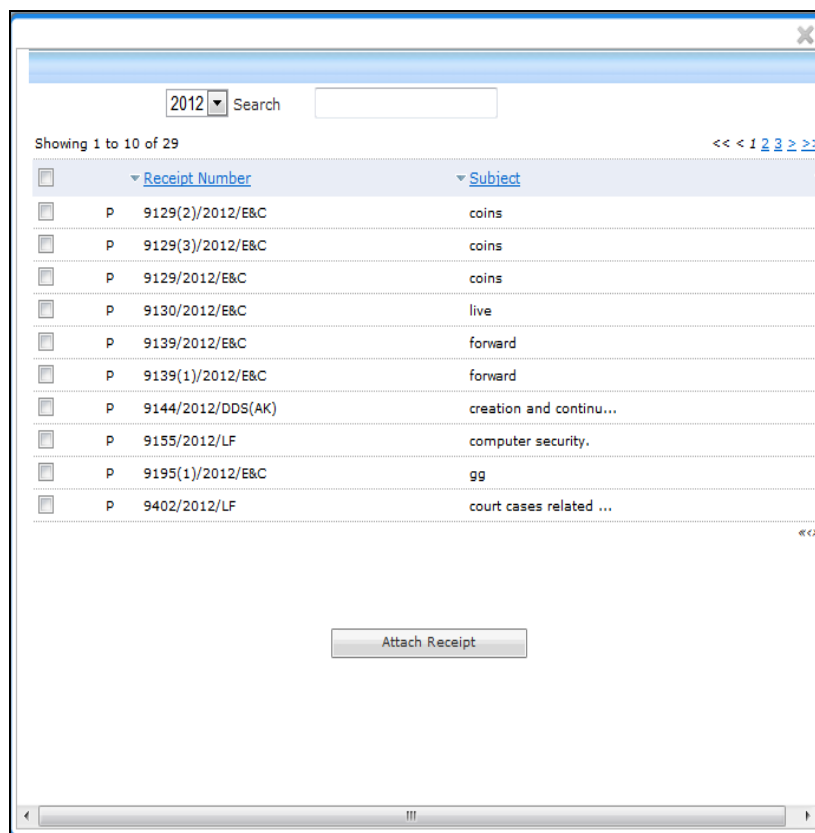 2012 Search
Showing 1 to 10 of 29 << < 1 2 3 > >>
Receipt Number Subject
P 9129(2)/2012/E&C coins
P 9129(3)/2012/E&C coins
P 9129/2012/E&C coins
P 9130/2012/E&C live
P 9139/2012/E&C forward
P 9139(1)/2012/E&C forward
P 9144/2012/DDS(AK) creation and continu...
P 9155/2012/LF computer security.
P 9195(1)/2012/E&C gg
P 9402/2012/LF court cases related ...
Attach Receipt